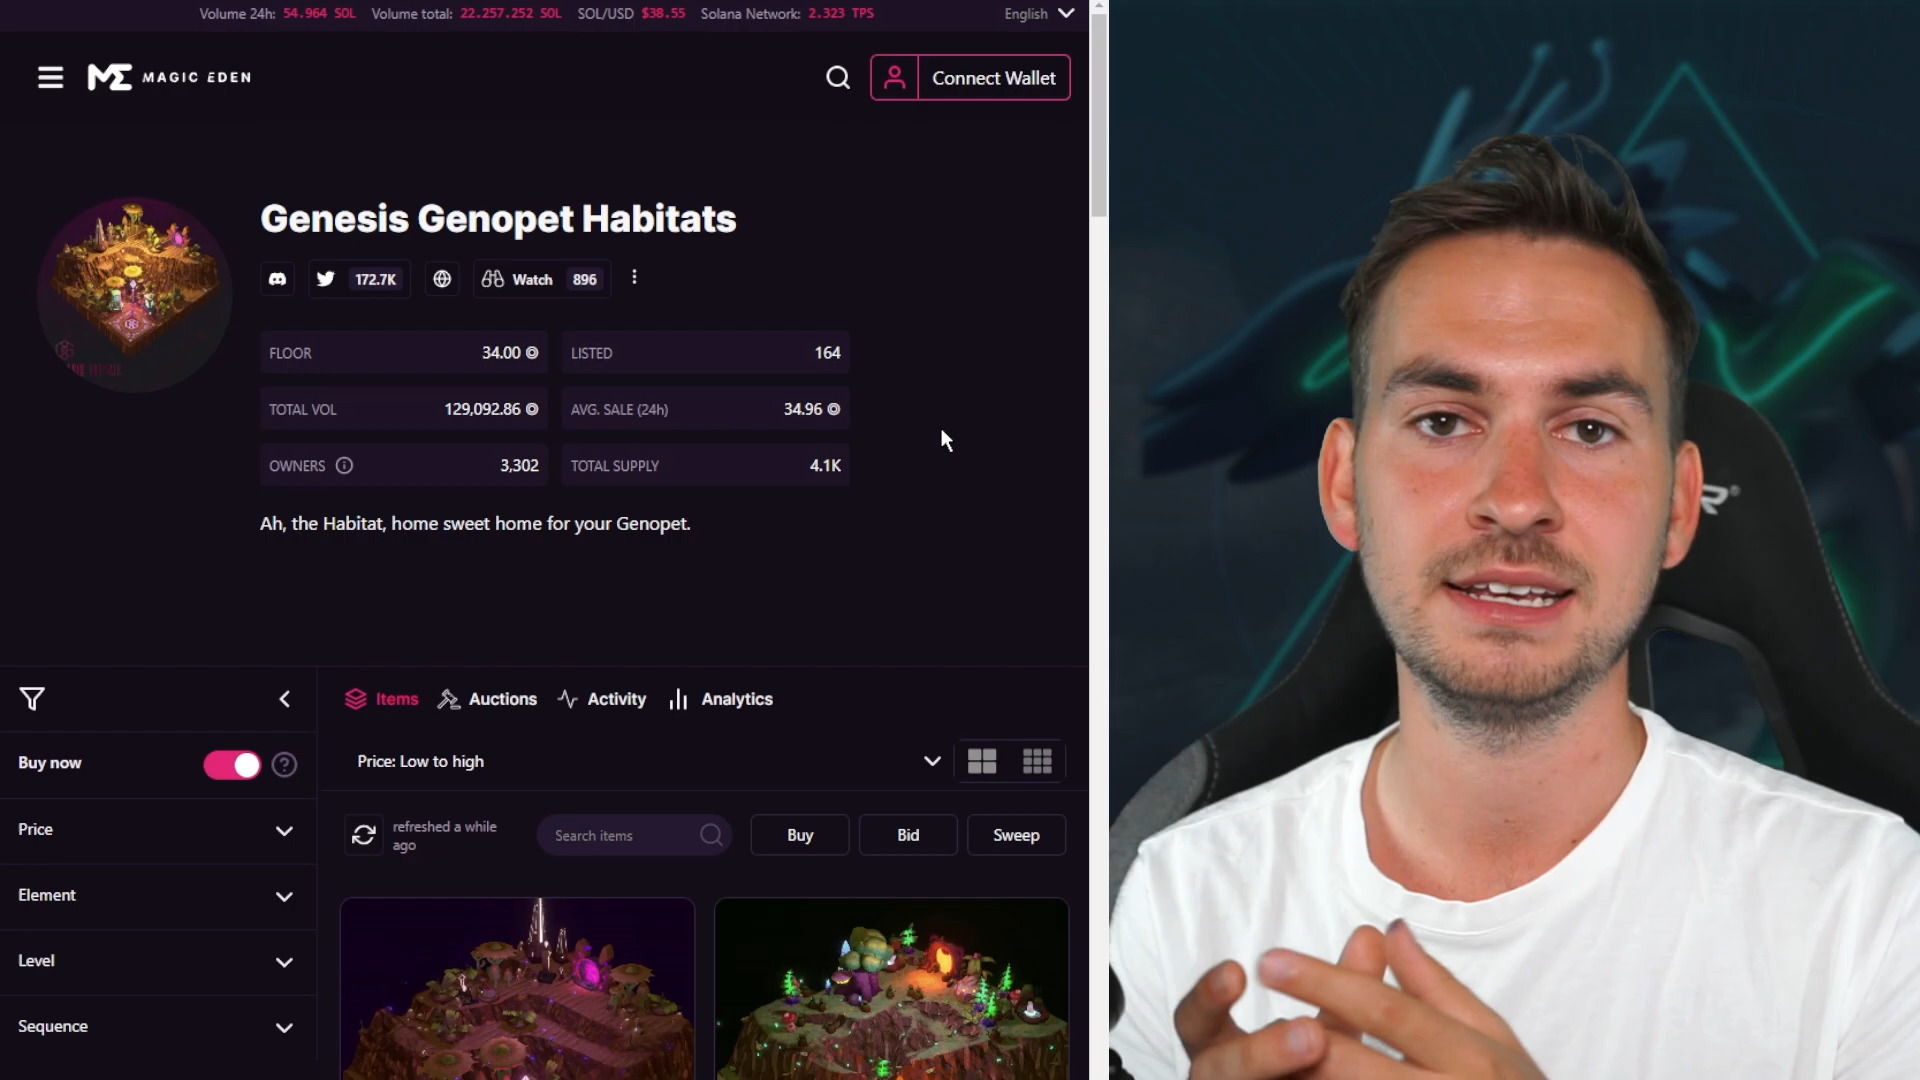 Volume 24h: 54.964 SOL Volume total: 22.257.252 SOL SOL/USD $38.55 Solana Network: 2.323 TPS English
MAGIC EDEN Connect Wallet
Genesis Genopet Habitats
172.7K Watch 896
FLOOR 34.00 LISTED 164
TOTAL VOL 129,092.86 AVG. SALE (24h) 34.96
OWNERS 3,302 TOTAL SUPPLY 4.1K
Ah, the Habitat, home sweet home for your Genopet.
Items Auctions Activity Analytics
Buy now
Price: Low to high
refreshed a while
ago
Search items Buy Bid Sweep
Price
Element
Level
Sequence